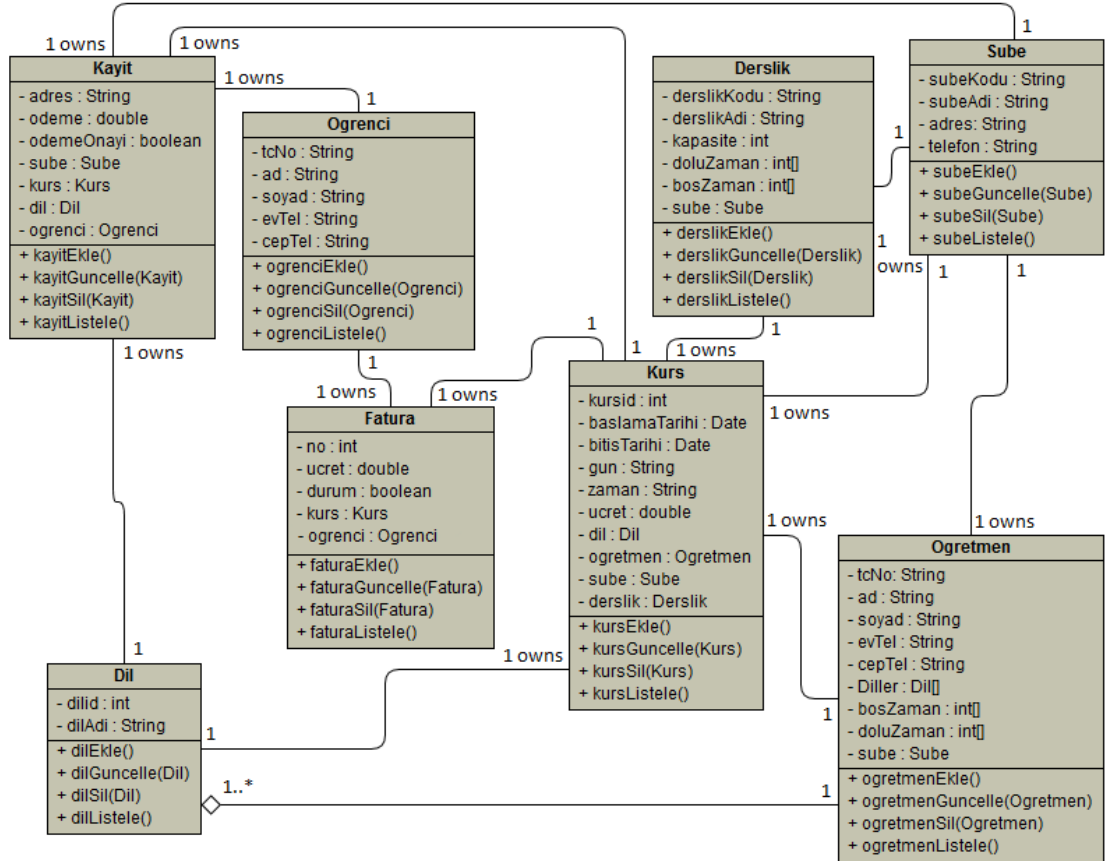 1 owns
1 owns
1
Kayit
- adres : String
- odeme : double
- odemeOnayi : boolean
- sube : Sube
- kurs : Kurs
- dil : Dil
- ogrenci : Ogrenci
+ kayitEkle()
+ kayitGuncelle(Kayit)
+ kayitSil(Kayit)
+ kayitListele()
1 owns
1 owns
1
Ogrenci
- tcNo : String
- ad : String
- soyad : String
- evTel : String
- cepTel : String
+ ogrenciEkle()
+ ogrenciGuncelle(Ogrenci)
+ ogrenciSil(Ogrenci)
+ ogrenciListele()
1
1 owns
1 owns
1
1
Derslik
- derslikKodu : String
- derslikAdi : String
- kapasite : int
- doluZaman : int[]
- bosZaman : int[]
- sube : Sube
+ derslikEkle()
+ derslikGuncelle(Derslik)
+ derslikSil(Derslik)
+ derslikListele()
1
1
owns
1
1 owns
Sube
- subeKodu : String
- subeAdi : String
- adres: String
- telefon : String
+ subeEkle()
+ subeGuncelle(Sube)
+ subeSil(Sube)
+ subeListele()
1
1
Fatura
- no : int
- ucret : double
- durum : boolean
- kurs : Kurs
- ogrenci : Ogrenci
+ faturaEkle()
+ faturaGuncelle(Fatura)
+ faturaSil(Fatura)
+ faturaListele()
Kurs
- kursid : int
- baslamaTarihi : Date
- bitisTarihi : Date
- gun : String
- zaman : String
- ucret : double
- dil : Dil
- ogretmen : Ogretmen
- sube : Sube
- derslik : Derslik
+ kursEkle()
+ kursGuncelle(Kurs)
+ kursSil(Kurs)
+ kursListele()
1 owns
1 owns
1 owns
1 owns
1
Ogretmen
- tcNo: String
- ad : String
- soyad : String
- evTel : String
- cepTel : String
- Diller : Dil[]
- bosZaman : int[]
- doluZaman : int[]
- sube : Sube
+ ogretmenEkle()
+ ogretmenGuncelle(Ogretmen)
+ ogretmenSil(Ogretmen)
+ ogretmenListele()
1
Dil
- dilid : int
- dilAdi : String
+ dilEkle()
+ dilGuncelle(Dil)
+ dilSil(Dil)
+ dilListele()
1
1..*
1